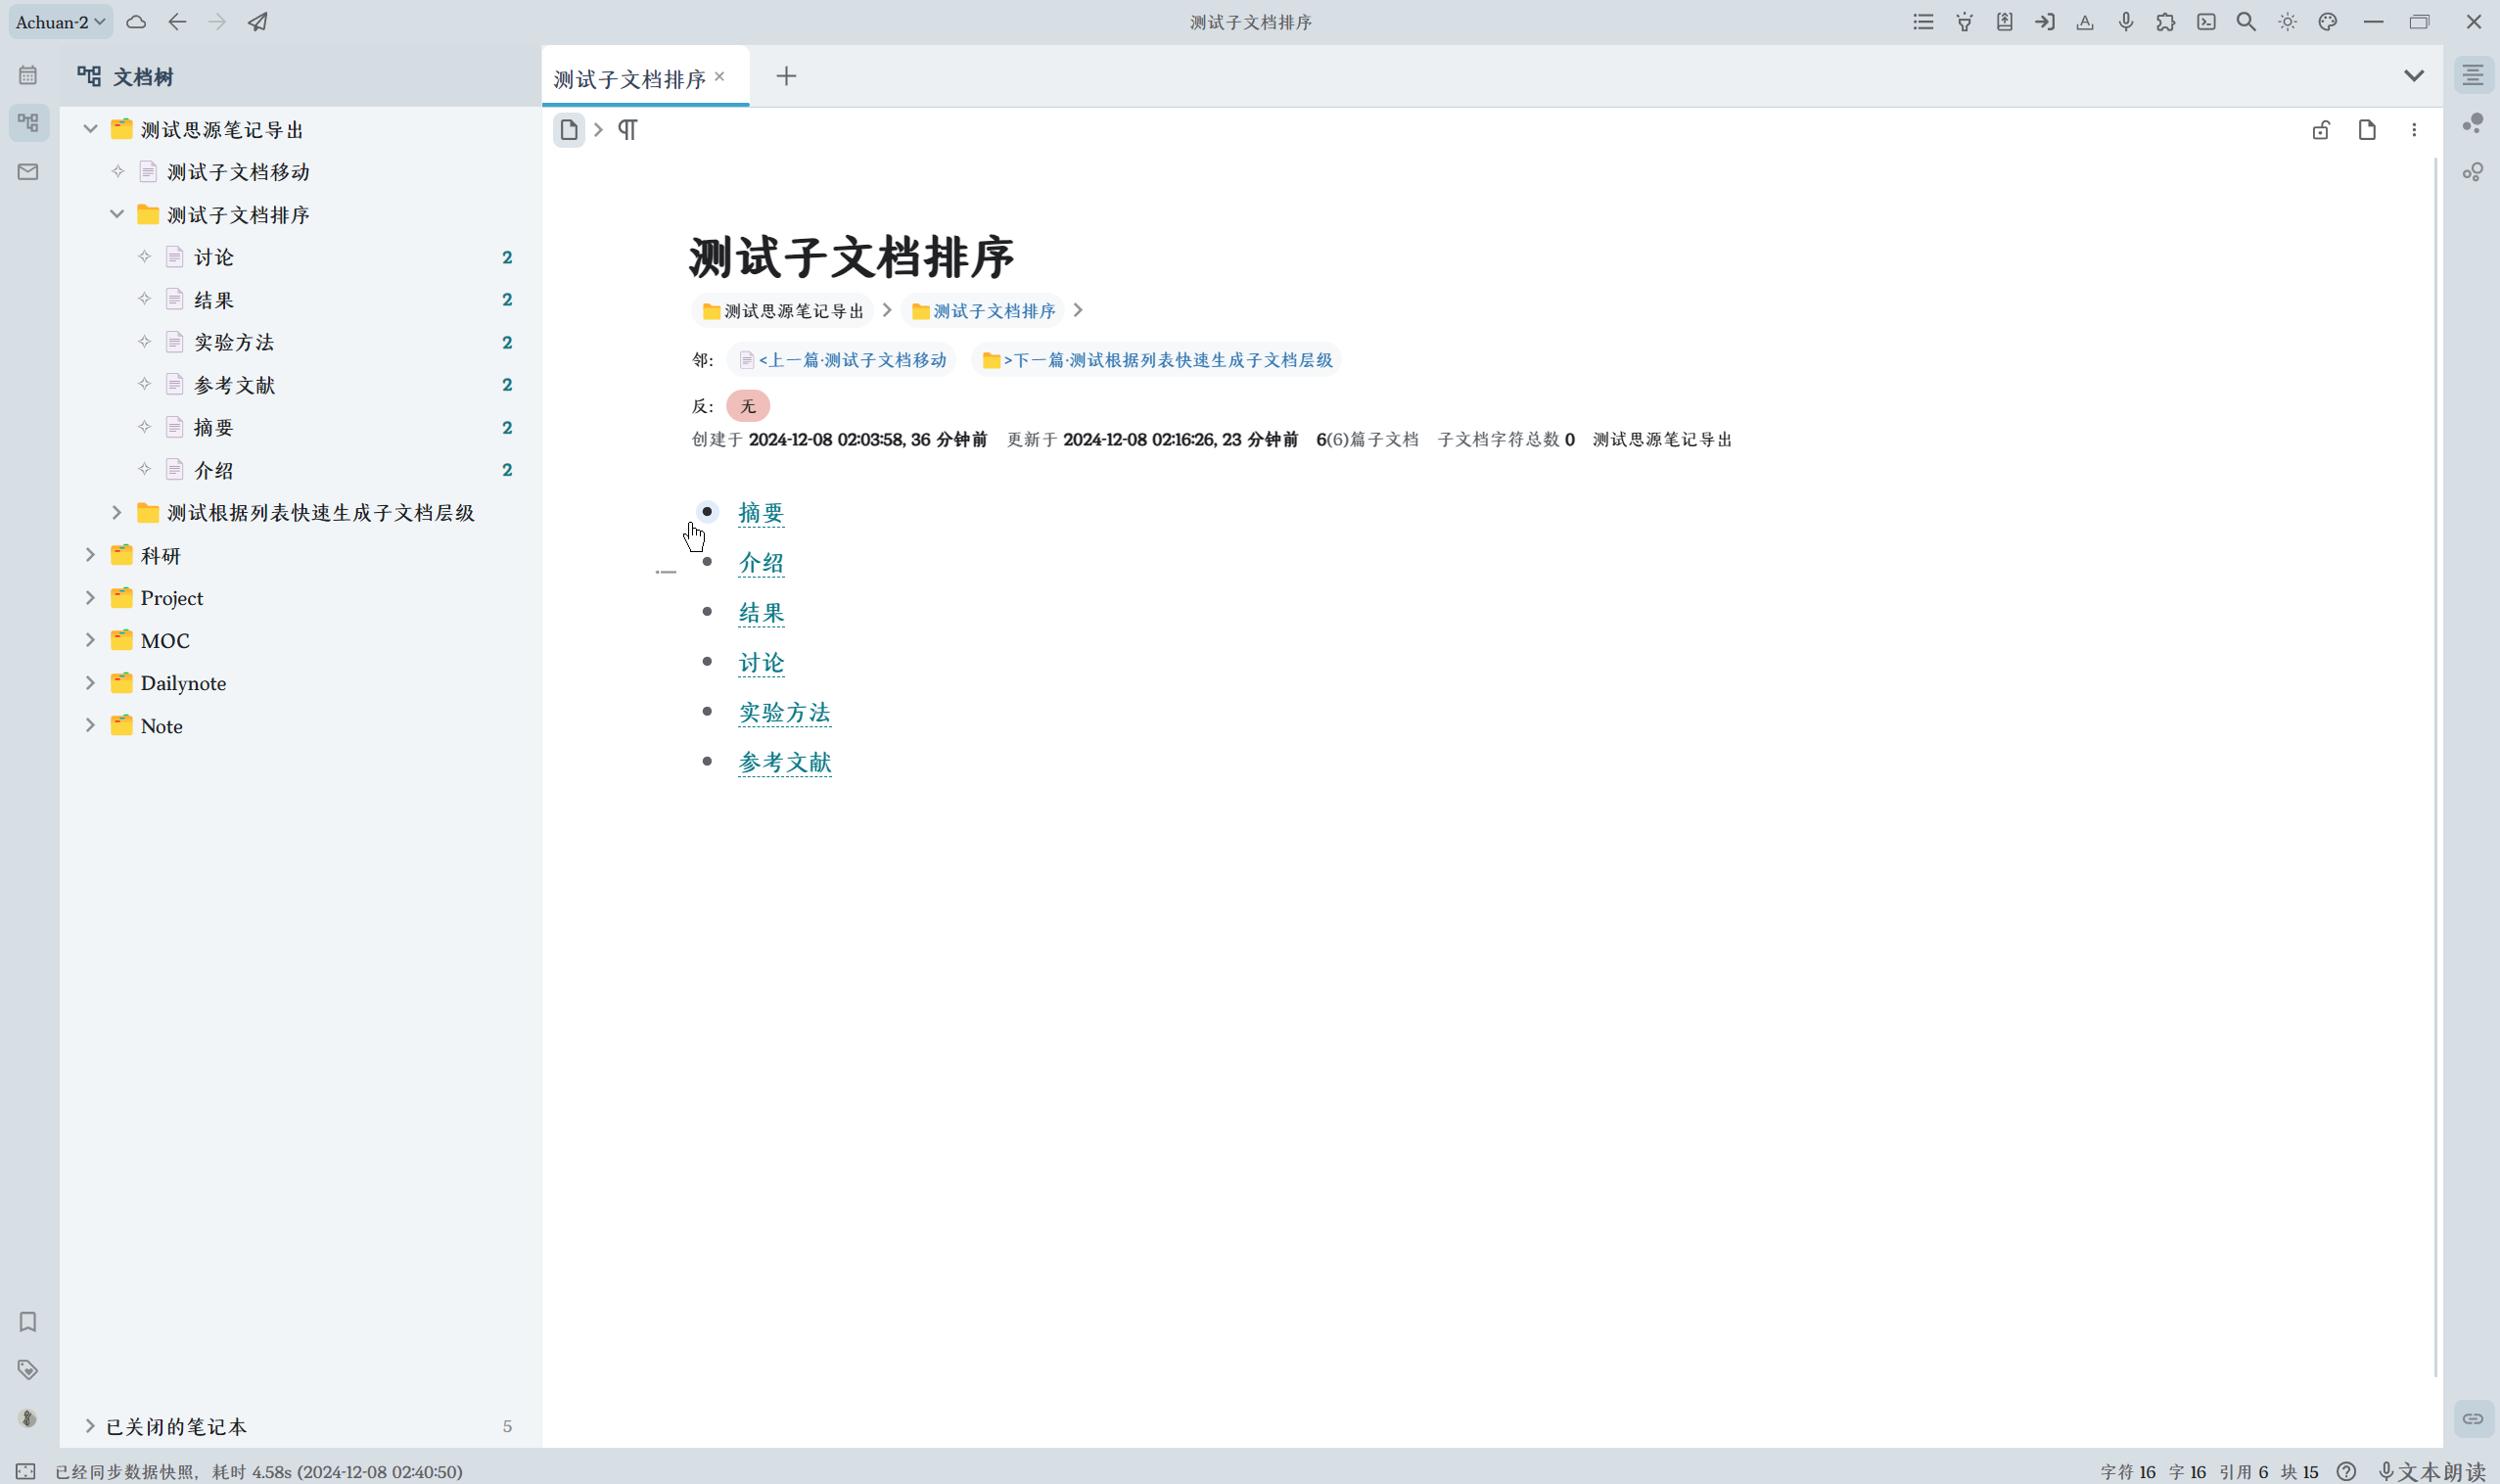 Achuan-2
测试子文档排序
文档树
测试思源笔记导出
测试子文档移动
测试子文档排序
讨论 2
结果 2
实验方法 2
参考文献 2
摘要 2
介绍 2
测试根据列表快速生成子文档层级
科研
Project
MOC
Dailynote
Note
已关闭的笔记本 5
测试子文档排序
测试子文档排序
测试思源笔记导出 测试子文档排序
邻: <上一篇·测试子文档移动 >下一篇·测试根据列表快速生成子文档层级
反: 无
创建于 2024-12-08 02:03:58, 36 分钟前 更新于 2024-12-08 02:16:26, 23 分钟前 6(6)篇子文档 子文档字符总数 0 测试思源笔记导出
摘要
介绍
结果
讨论
实验方法
参考文献
已经同步数据快照，耗时 4.58s (2024-12-08 02:40:50)
字符 16 字 16 引用 6 块 15 文本朗读